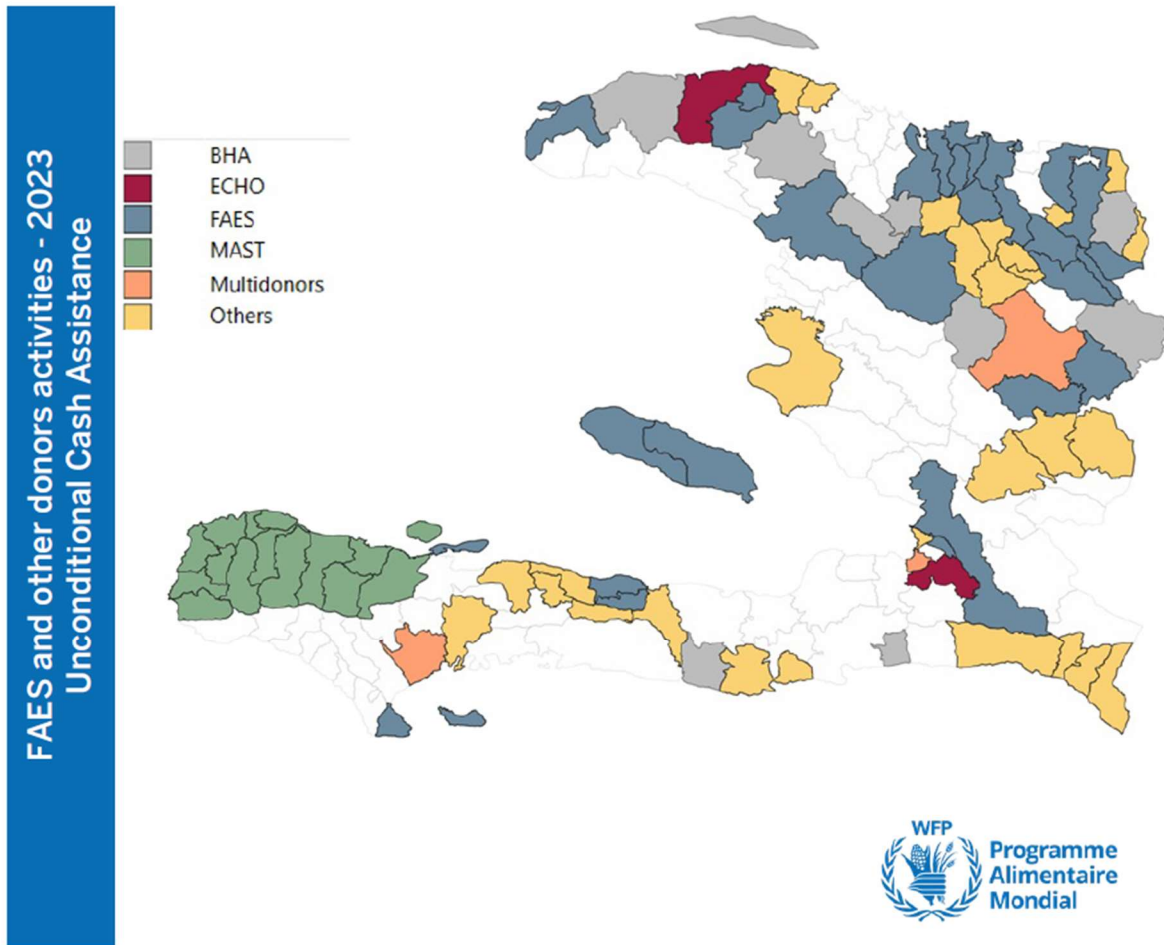 FAES and other donors activities - 2023
Unconditional Cash Assistance
BHA
ECHO
FAES
MAST
Multidonors
Others
WFP
Programme
Alimentaire
Mondial